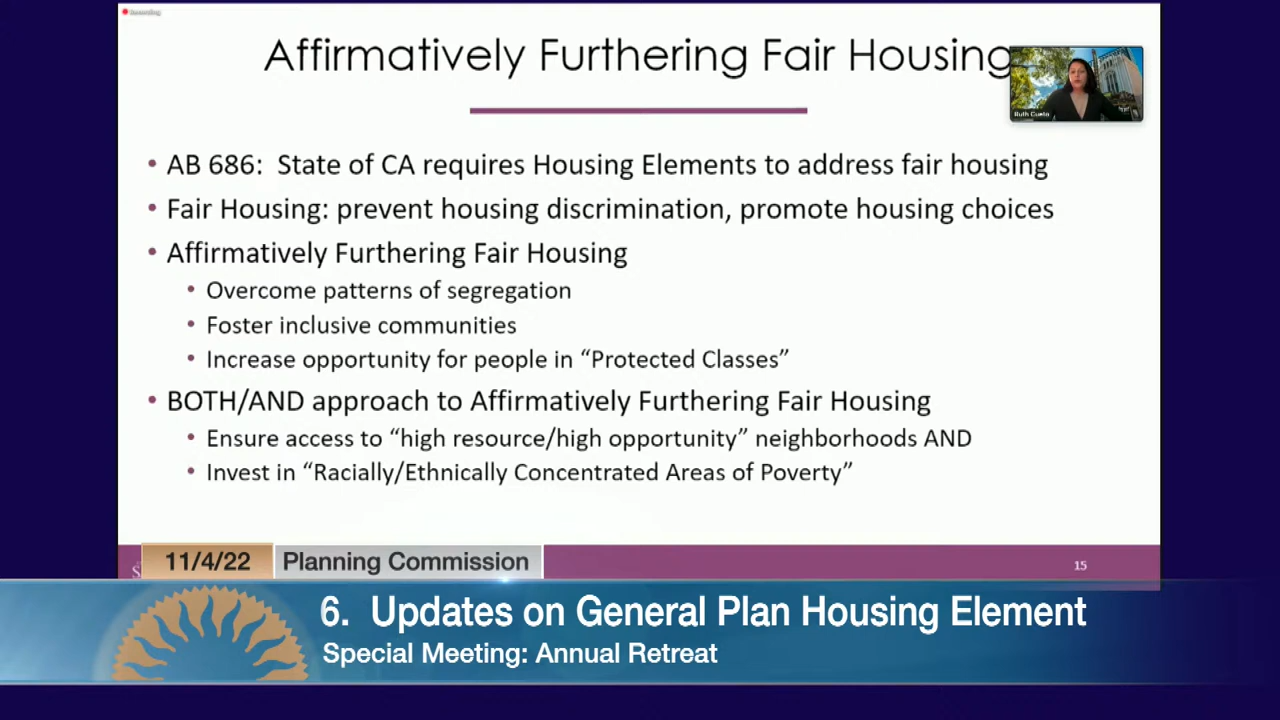 Recording
Affirmatively Furthering Fair Housing
Ruth Cueto
• AB 686: State of CA requires Housing Elements to address fair housing
• Fair Housing: prevent housing discrimination, promote housing choices
• Affirmatively Furthering Fair Housing
• Overcome patterns of segregation
• Foster inclusive communities
• Increase opportunity for people in “Protected Classes”
• BOTH/AND approach to Affirmatively Furthering Fair Housing
• Ensure access to “high resource/high opportunity” neighborhoods AND
• Invest in “Racially/Ethnically Concentrated Areas of Poverty”
15
11/4/22 Planning Commission
6. Updates on General Plan Housing Element
Special Meeting: Annual Retreat